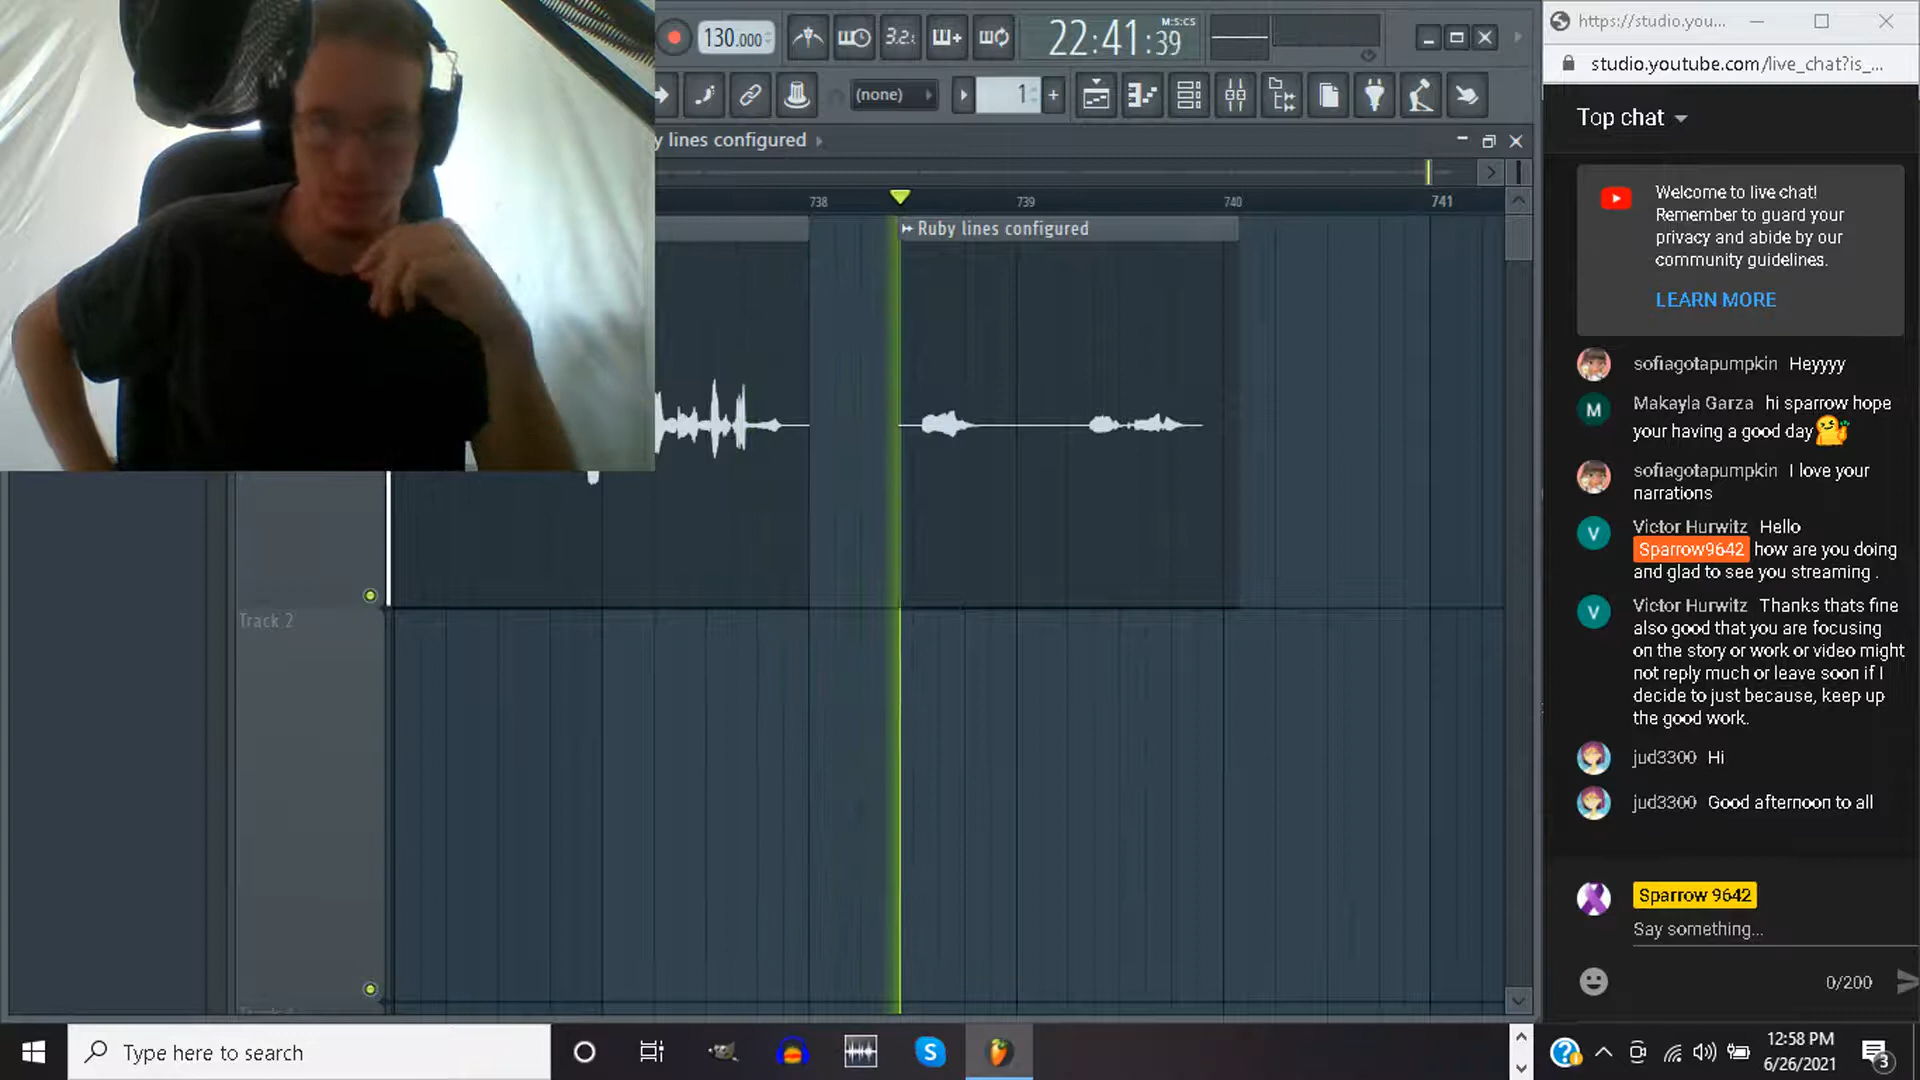 130.000
3.2.:
22:41:39
M:S:CS
(none)
1
y lines configured
738
739
740
741
Ruby lines configured
Track 2
https://studio.you...
studio.youtube.com/live_chat?is_...
Top chat
Welcome to live chat!
Remember to guard your
privacy and abide by our
community guidelines.
LEARN MORE
sofiagotapumpkin Heyyyy
M
Makayla Garza hi sparrow hope
your having a good day
sofiagotapumpkin I love your
narrations
V
Victor Hurwitz Hello
Sparrow9642 how are you doing
and glad to see you streaming .
V
Victor Hurwitz Thanks thats fine
also good that you are focusing
on the story or work or video might
not reply much or leave soon if I
decide to just because, keep up
the good work.
jud3300 Hi
jud3300 Good afternoon to all
Sparrow 9642
Say something...
0/200
Type here to search
12:58 PM
6/26/2021
3